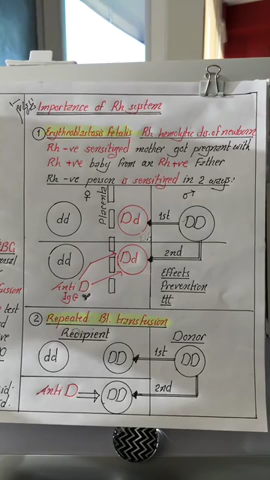 Importance of Rh system
① Erythroblastosis fetalis Rh hemolytic dis. of newborne
Rh -ve sensitized mother got pregnant with
Rh +ve baby from an Rh +ve Father
Rh -ve person is sensitized in 2 ways:
♀ Placenta ♂
dd Dd 1st DD
dd Dd 2nd
Anti D
IgG
Effects
Prevention
ttt
② Repeated Bl transfusion
Recipient Donor
dd DD 1st DD
Anti D DD 2nd